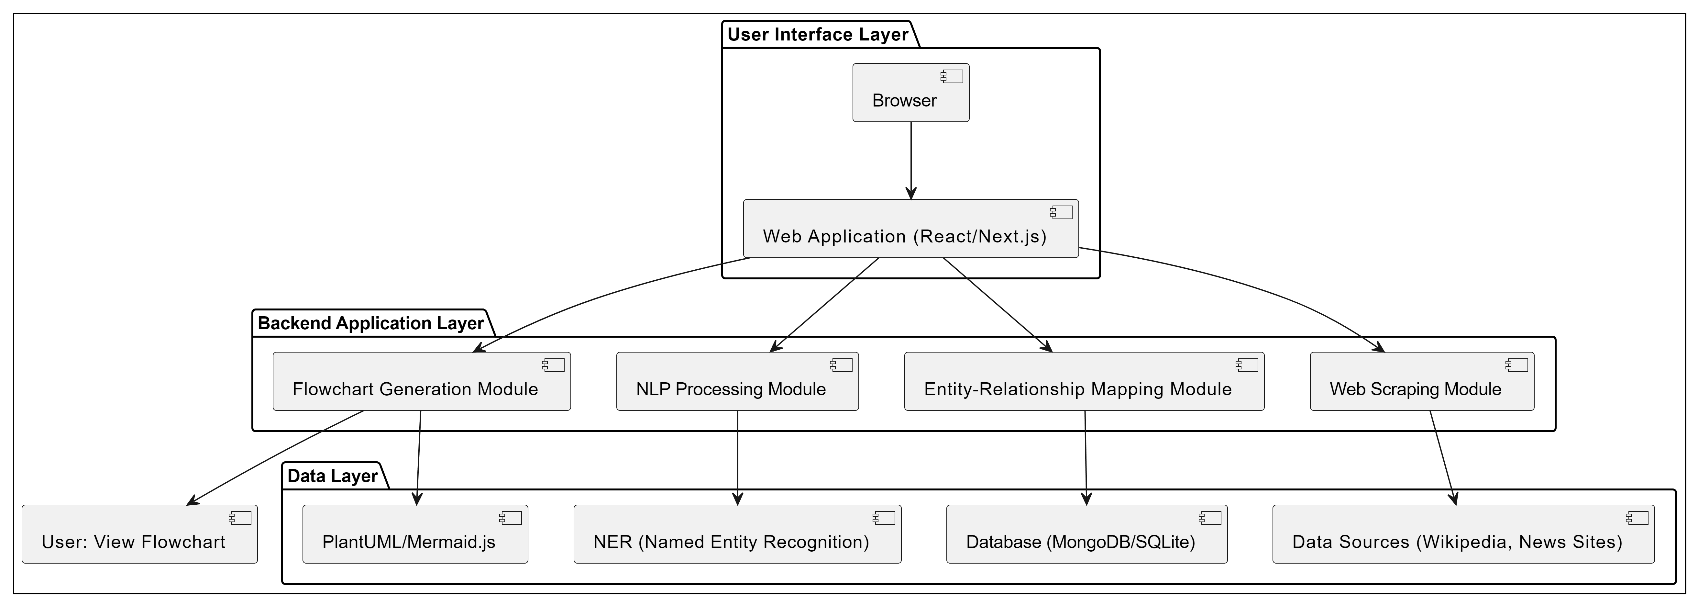 User Interface Layer
Browser
Web Application (React/Next.js)
Backend Application Layer
Flowchart Generation Module
NLP Processing Module
Entity-Relationship Mapping Module
Web Scraping Module
Data Layer
User: View Flowchart
PlantUML/Mermaid.js
NER (Named Entity Recognition)
Database (MongoDB/SQLite)
Data Sources (Wikipedia, News Sites)